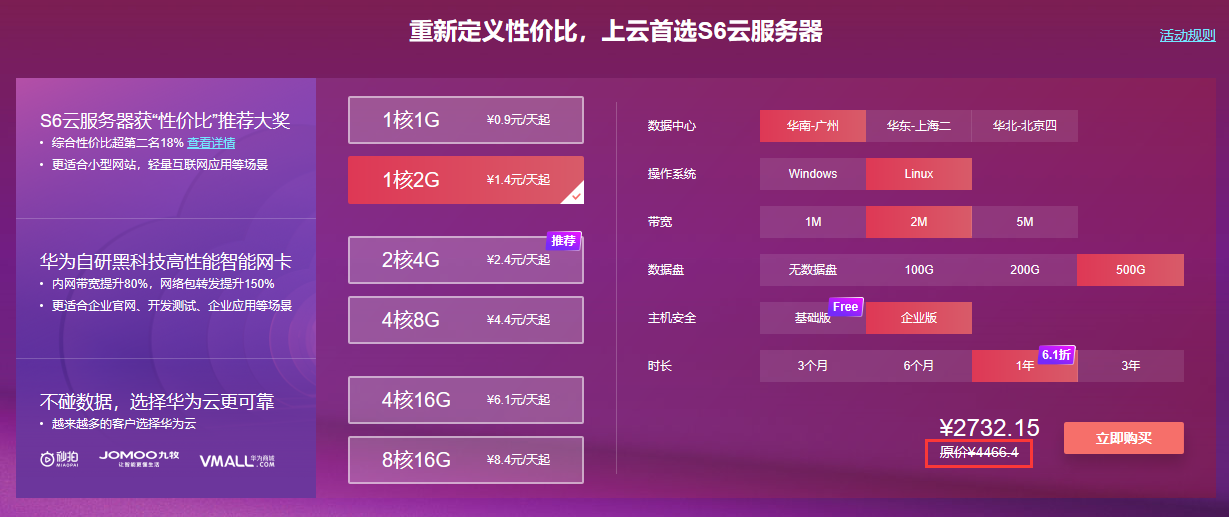 重新定义性价比，上云首选S6云服务器
活动规则
S6云服务器获“性价比”推荐大奖
• 综合性价比超第二名18% 查看详情
• 更适合小型网站，轻量互联网应用等场景
华为自研黑科技高性能智能网卡
• 内网带宽提升80%，网络包转发提升150%
• 更适合企业官网、开发测试、企业应用等场景
不碰数据，选择华为云更可靠
• 越来越多的客户选择华为云
秒拍 MIAOPAI
JOMOO九牧 让智能更懂生活
VMALL 华为商城 .COM
1核1G ¥0.9元/天起
1核2G ¥1.4元/天起
推荐
2核4G ¥2.4元/天起
4核8G ¥4.4元/天起
4核16G ¥6.1元/天起
8核16G ¥8.4元/天起
数据中心 华南-广州 华东-上海二 华北-北京四
操作系统 Windows Linux
带宽 1M 2M 5M
数据盘 无数据盘 100G 200G 500G
Free
主机安全 基础版 企业版
6.1折
时长 3个月 6个月 1年 3年
¥2732.15
原价¥4466.4
立即购买